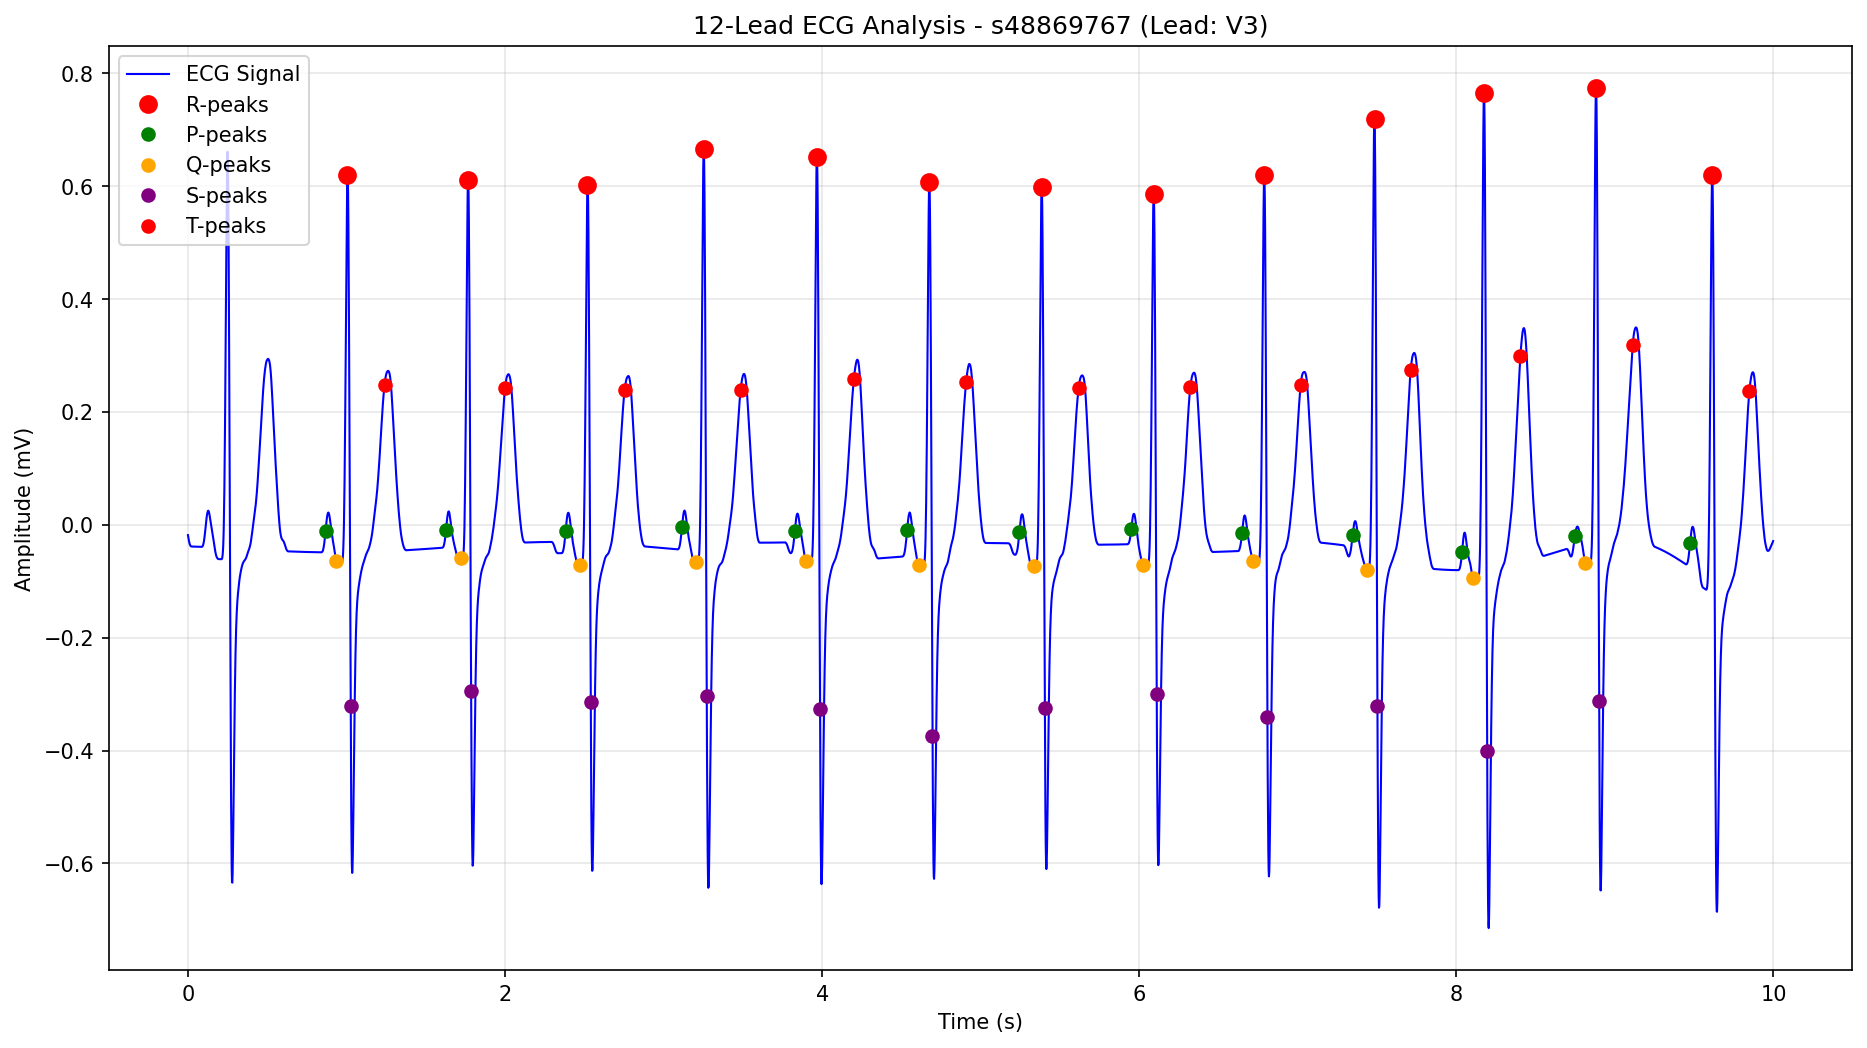 12-Lead ECG Analysis - s48869767 (Lead: V3)
ECG Signal
R-peaks
P-peaks
Q-peaks
S-peaks
T-peaks
Amplitude (mV)
0.8
0.6
0.4
0.2
0.0
−0.2
−0.4
−0.6
0 2 4 6 8 10
Time (s)